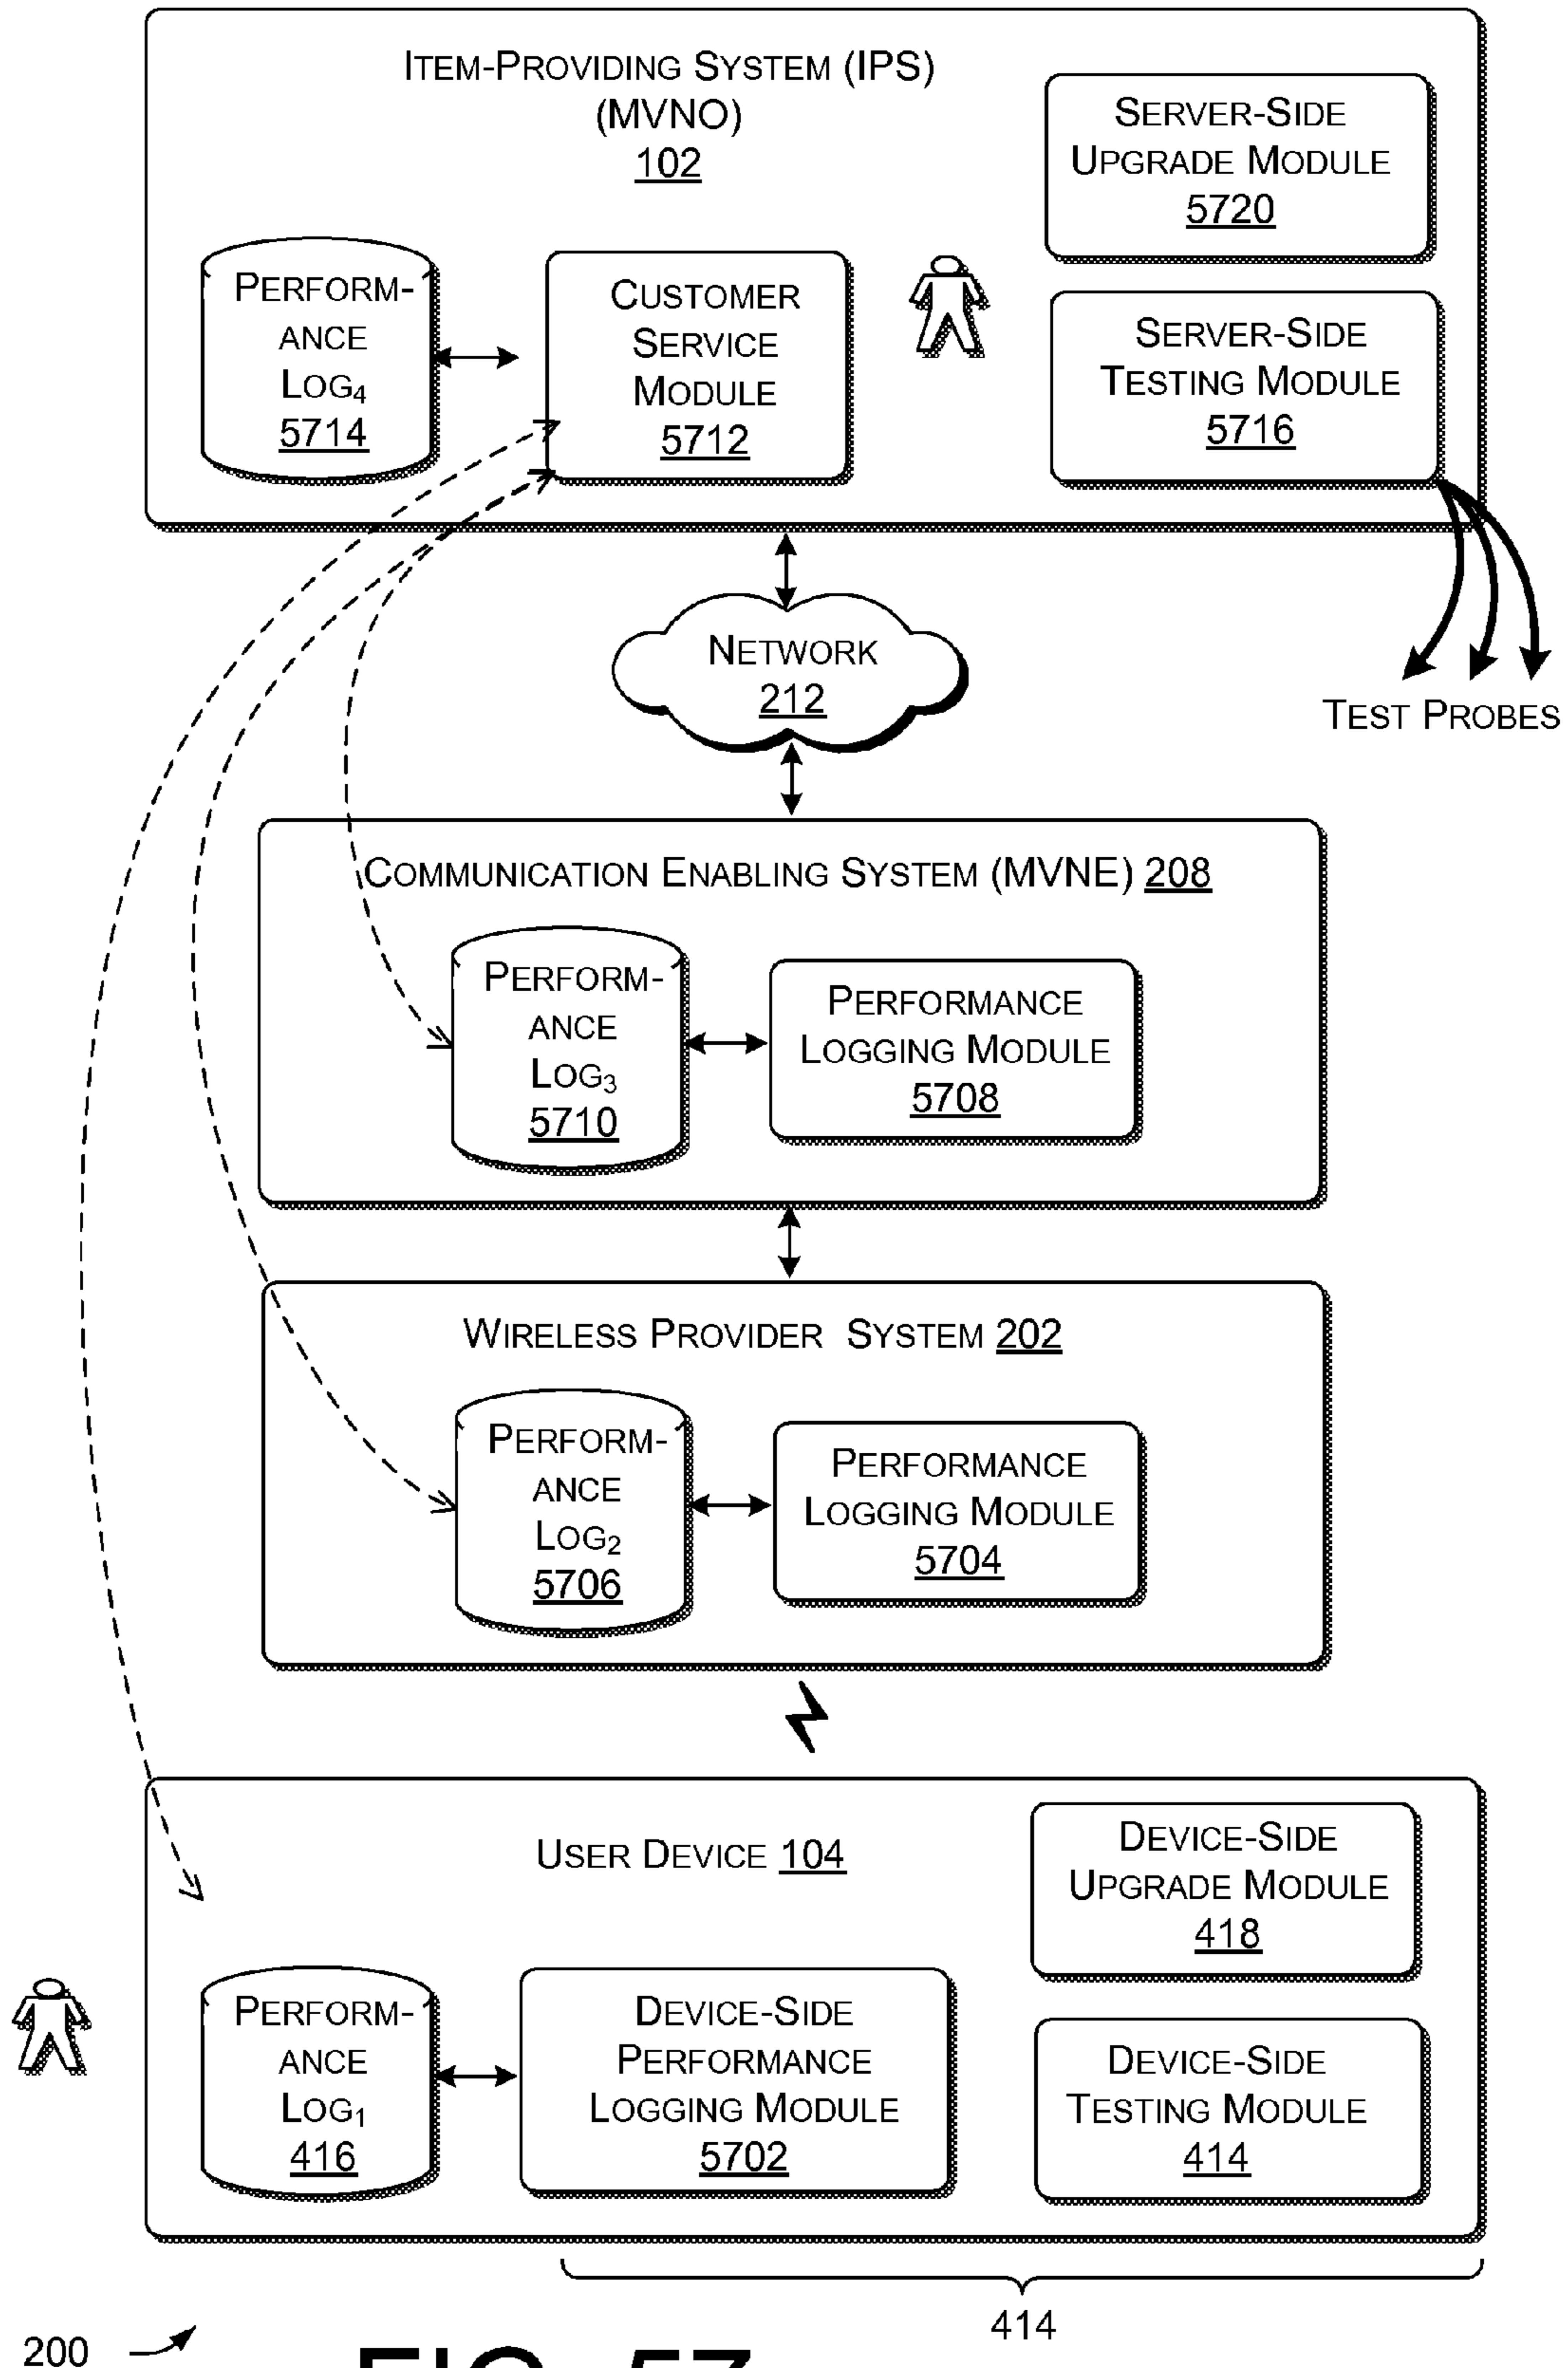 ITEM-PROVIDING SYSTEM (IPS)
(MVNO)
102
SERVER-SIDE
UPGRADE MODULE
5720
PERFORM-
ANCE
LOG4
5714
CUSTOMER
SERVICE
MODULE
5712
SERVER-SIDE
TESTING MODULE
5716
NETWORK
212
TEST PROBES
COMMUNICATION ENABLING SYSTEM (MVNE) 208
PERFORM-
ANCE
LOG3
5710
PERFORMANCE
LOGGING MODULE
5708
WIRELESS PROVIDER SYSTEM 202
PERFORM-
ANCE
LOG2
5706
PERFORMANCE
LOGGING MODULE
5704
USER DEVICE 104
DEVICE-SIDE
UPGRADE MODULE
418
PERFORM-
ANCE
LOG1
416
DEVICE-SIDE
PERFORMANCE
LOGGING MODULE
5702
DEVICE-SIDE
TESTING MODULE
414
414
200
FIG. 57